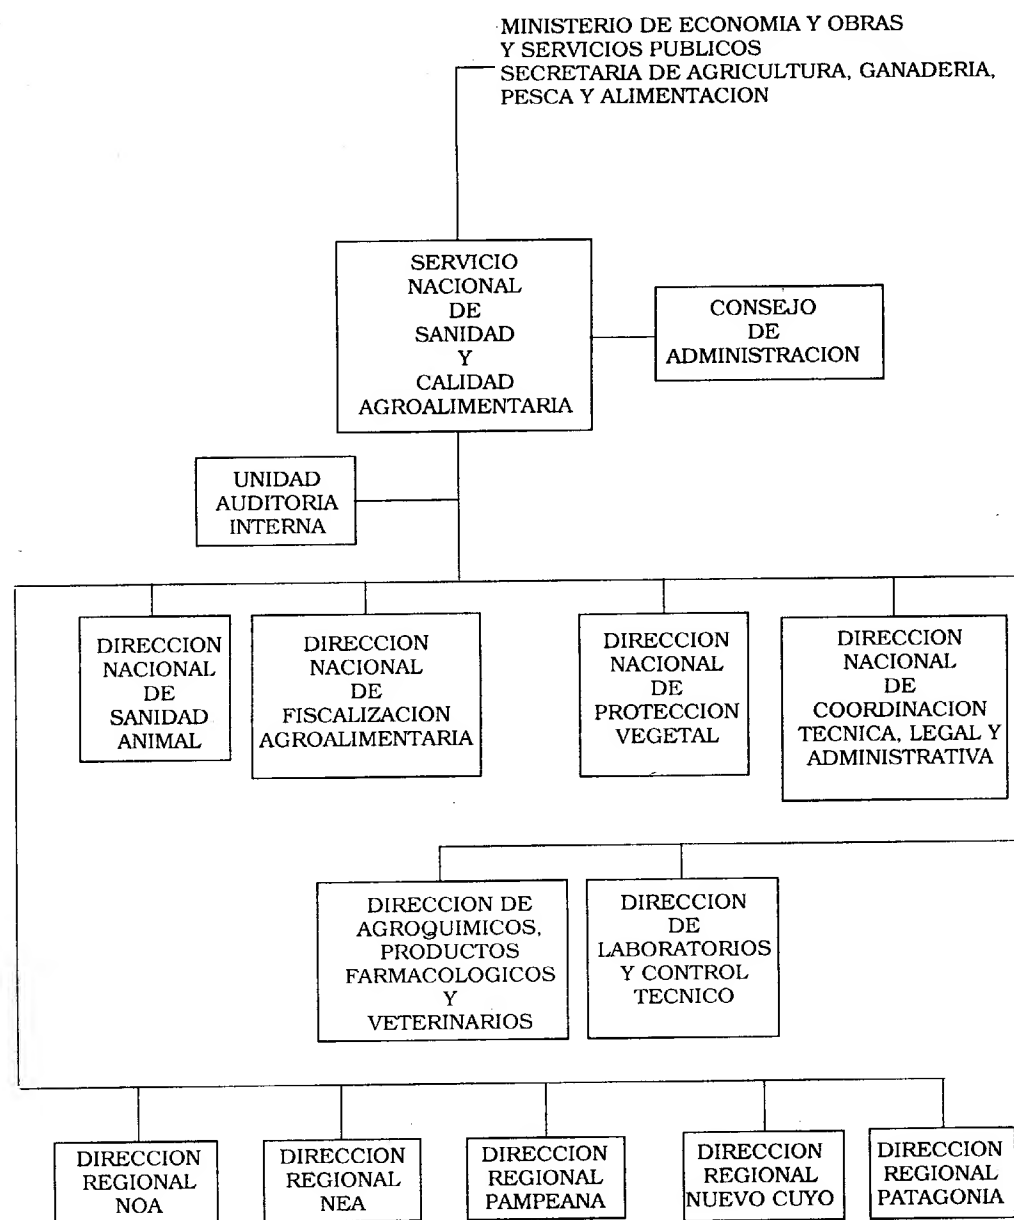 MINISTERIO DE ECONOMIA Y OBRAS
Y SERVICIOS PUBLICOS
SECRETARIA DE AGRICULTURA, GANADERIA,
PESCA Y ALIMENTACION
SERVICIO
NACIONAL
DE
SANIDAD
Y
CALIDAD
AGROALIMENTARIA
CONSEJO
DE
ADMINISTRACION
UNIDAD
AUDITORIA
INTERNA
DIRECCION
NACIONAL
DE
SANIDAD
ANIMAL
DIRECCION
NACIONAL
DE
FISCALIZACION
AGROALIMENTARIA
DIRECCION
NACIONAL
DE
PROTECCION
VEGETAL
DIRECCION
NACIONAL
DE
COORDINACION
TECNICA, LEGAL Y
ADMINISTRATIVA
DIRECCION DE
AGROQUIMICOS,
PRODUCTOS
FARMACOLOGICOS
Y
VETERINARIOS
DIRECCION
DE
LABORATORIOS
Y CONTROL
TECNICO
DIRECCION
REGIONAL
NOA
DIRECCION
REGIONAL
NEA
DIRECCION
REGIONAL
PAMPEANA
DIRECCION
REGIONAL
NUEVO CUYO
DIRECCION
REGIONAL
PATAGONIA